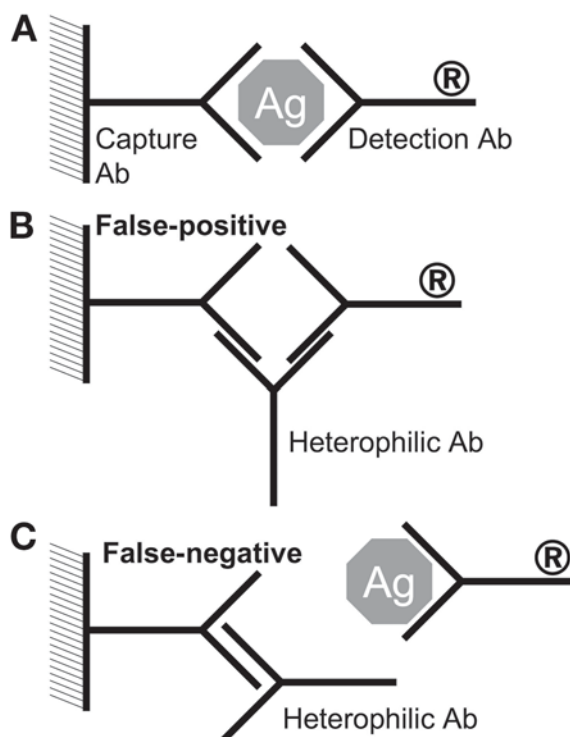 A
Ag
®
Capture
Ab
Detection Ab
B
False-positive
®
Heterophilic Ab
C
False-negative
Ag
®
Heterophilic Ab